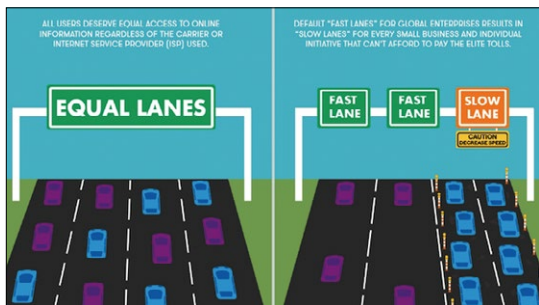 ALL USERS DESERVE EQUAL ACCESS TO ONLINE
INFORMATION REGARDLESS OF THE CARRIER OR
INTERNET SERVICE PROVIDER (ISP) USED.
EQUAL LANES
DEFAULT "FAST LANES" FOR GLOBAL ENTERPRISES RESULTS IN
"SLOW LANES" FOR EVERY SMALL BUSINESS AND INDIVIDUAL
INITIATIVE THAT CAN'T AFFORD TO PAY THE ELITE TOLLS.
FAST
LANE
FAST
LANE
SLOW
LANE
CAUTION
DECREASE SPEED